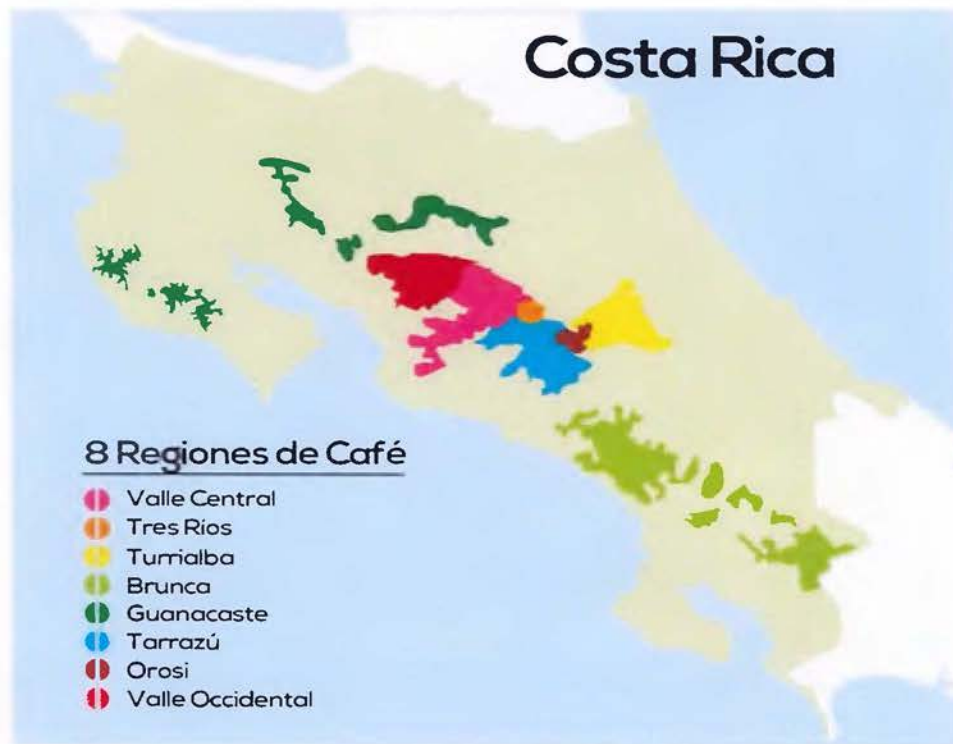 Costa Rica
8 Regiones de Café
Valle Central
Tres Ríos
Turrialba
Brunca
Guanacaste
Tarrazú
Orosi
Valle Occidental